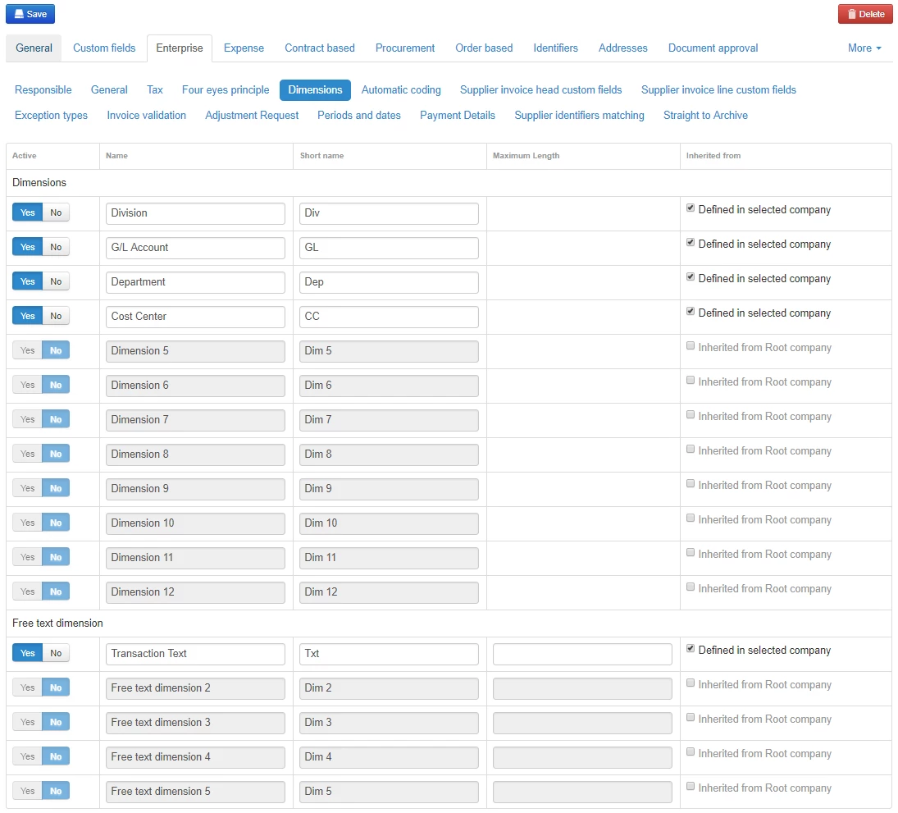 Save Delete
General Custom fields Enterprise Expense Contract based Procurement Order based Identifiers Addresses Document approval More
Responsible General Tax Four eyes principle Dimensions Automatic coding Supplier invoice head custom fields Supplier invoice line custom fields
Exception types Invoice validation Adjustment Request Periods and dates Payment Details Supplier identifiers matching Straight to Archive
Active Name Short name Maximum Length Inherited from
Dimensions
Yes No Division Div Defined in selected company
Yes No G/L Account GL Defined in selected company
Yes No Department Dep Defined in selected company
Yes No Cost Center CC Defined in selected company
Yes No Dimension 5 Dim 5 Inherited from Root company
Yes No Dimension 6 Dim 6 Inherited from Root company
Yes No Dimension 7 Dim 7 Inherited from Root company
Yes No Dimension 8 Dim 8 Inherited from Root company
Yes No Dimension 9 Dim 9 Inherited from Root company
Yes No Dimension 10 Dim 10 Inherited from Root company
Yes No Dimension 11 Dim 11 Inherited from Root company
Yes No Dimension 12 Dim 12 Inherited from Root company
Free text dimension
Yes No Transaction Text Txt Defined in selected company
Yes No Free text dimension 2 Dim 2 Inherited from Root company
Yes No Free text dimension 3 Dim 3 Inherited from Root company
Yes No Free text dimension 4 Dim 4 Inherited from Root company
Yes No Free text dimension 5 Dim 5 Inherited from Root company